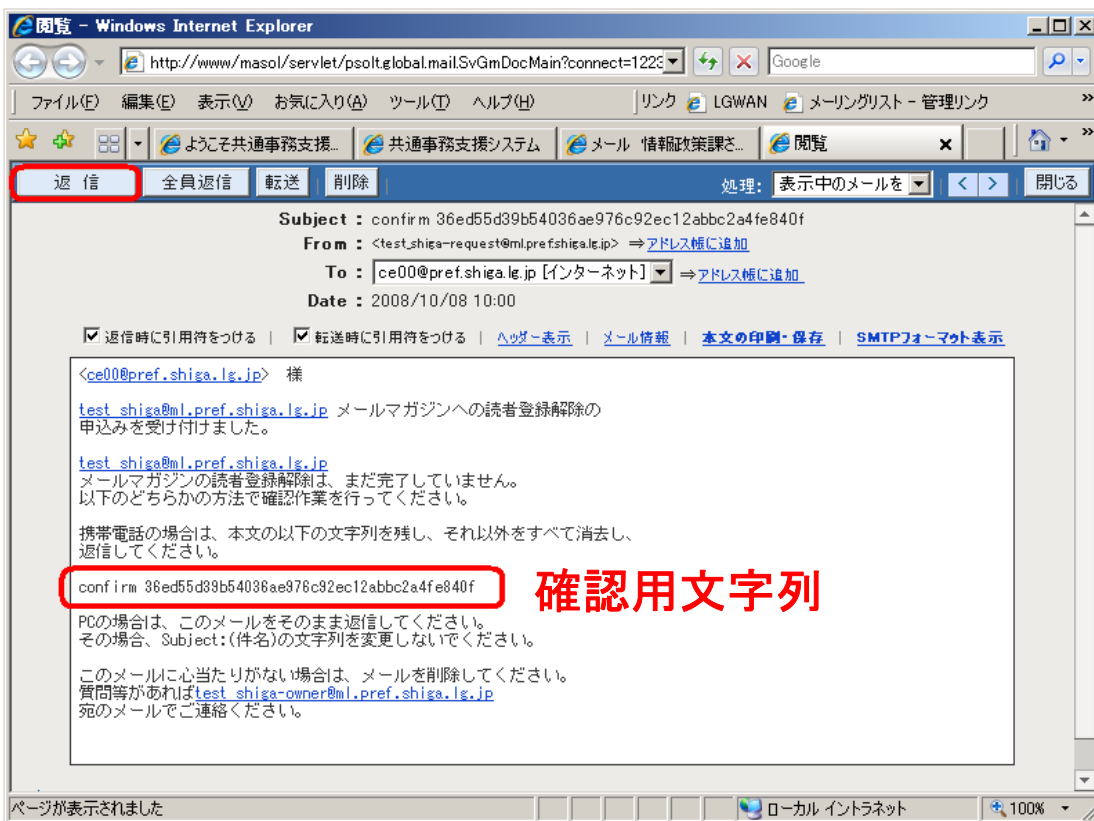 閲覧 - Windows Internet Explorer
http://www/masol/servlet/psolt.global.mail.SvGmDocMain?connect=1223
Google
ファイル(F) 編集(E) 表示(V) お気に入り(A) ツール(T) ヘルプ(H) リンク LGWAN メーリングリスト - 管理リンク »
ようこそ共通事務支援... 共通事務支援システム メール 情報政策課さ... 閲覧 »
返信 全員返信 転送 | 削除 | 処理: 表示中のメールを | < > | 閉じる
Subject : confirm 36ed55d39b54036ae976c92ec12abbc2a4fe840f
From : <test_shiga-request@ml.pref.shiga.lg.jp> ⇒アドレス帳に追加
To : ce00@pref.shiga.lg.jp [インターネット] ⇒アドレス帳に追加
Date : 2008/10/08 10:00
返信時に引用符をつける | 転送時に引用符をつける | ヘッダー表示 | メール情報 | 本文の印刷・保存 | SMTPフォーマット表示
<ce00@pref.shiga.lg.jp> 様
test_shiga@ml.pref.shiga.lg.jp メールマガジンへの読者登録解除の
申込みを受け付けました。
test_shiga@ml.pref.shiga.lg.jp
メールマガジンの読者登録解除は、まだ完了していません。
以下のどちらかの方法で確認作業を行ってください。
携帯電話の場合は、本文の以下の文字列を残し、それ以外をすべて消去し、
返信してください。
confirm 36ed55d39b54036ae976c92ec12abbc2a4fe840f
確認用文字列
PCの場合は、このメールをそのまま返信してください。
その場合、Subject:(件名)の文字列を変更しないでください。
このメールに心当たりがない場合は、メールを削除してください。
質問等があればtest_shiga-owner@ml.pref.shiga.lg.jp
宛のメールでご連絡ください。
ページが表示されました ローカル イントラネット 100%